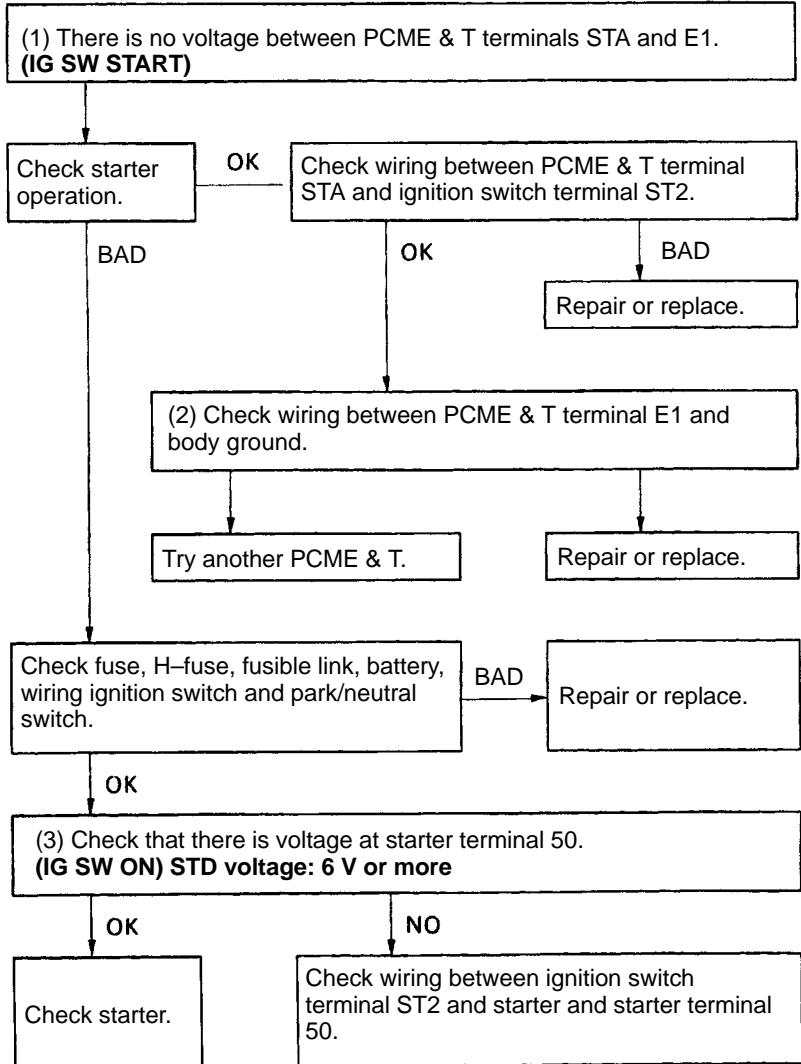 (1) There is no voltage between PCME & T terminals STA and E1.
(IG SW START)
Check starter
operation.
OK
Check wiring between PCME & T terminal
STA and ignition switch terminal ST2.
BAD
OK
BAD
Repair or replace.
(2) Check wiring between PCME & T terminal E1 and
body ground.
Try another PCME & T.
Repair or replace.
Check fuse, H–fuse, fusible link, battery,
wiring ignition switch and park/neutral
switch.
BAD
Repair or replace.
OK
(3) Check that there is voltage at starter terminal 50.
(IG SW ON) STD voltage: 6 V or more
OK
NO
Check starter.
Check wiring between ignition switch
terminal ST2 and starter and starter terminal
50.